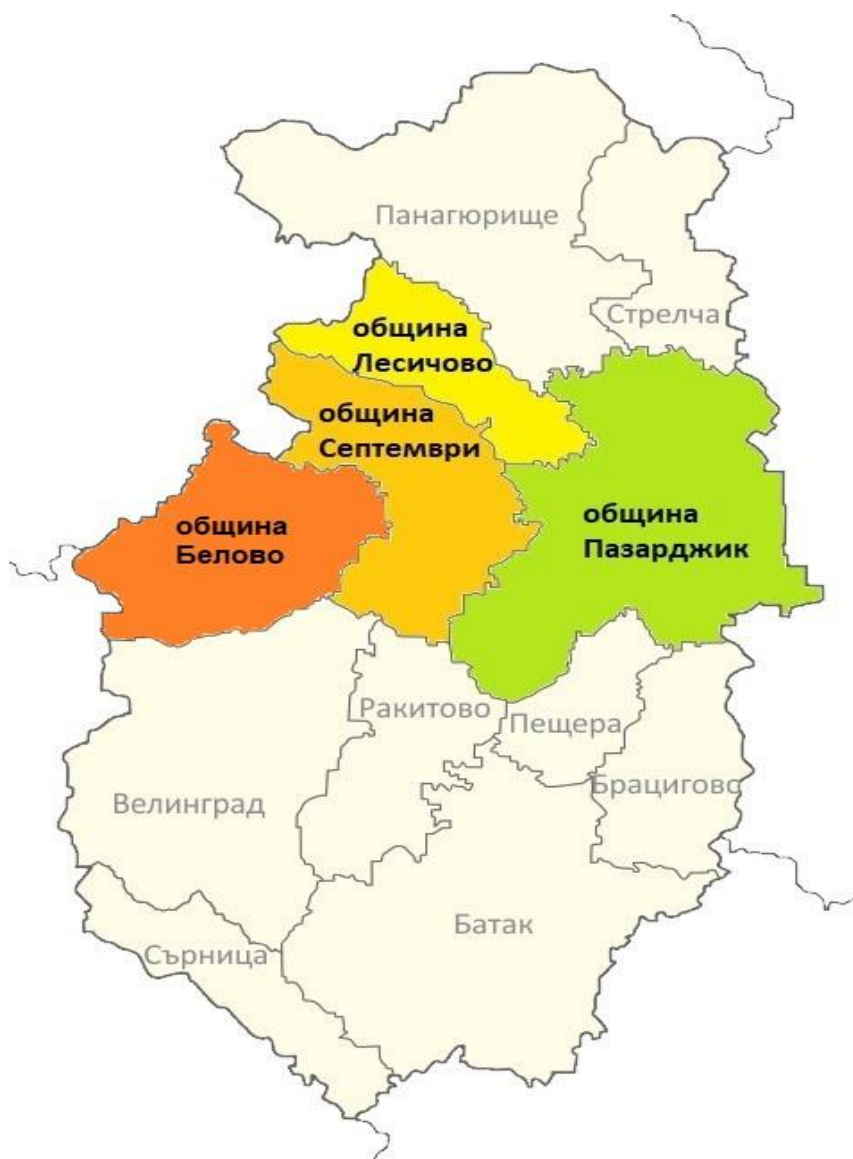 Панагюрище
Стрелча
община
Лесичово
община
Септември
община
Белово
община
Пазарджик
Ракитово
Пещера
Брацигово
Велинград
Батак
Сърница